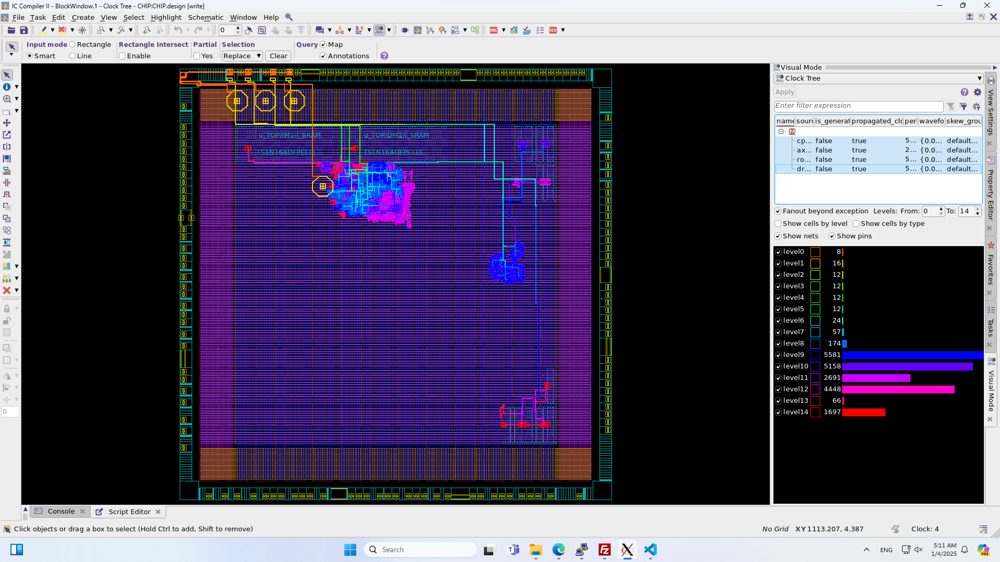 IC Compiler II - BlockWindow.1 - Clock Tree - CHIP:CHIP.design [write]
File Task Edit Create View Select Highlight Schematic Window Help
0
Input mode Rectangle Rectangle Intersect Partial Selection Query Map
Smart Line Enable Yes Replace Clear Annotations
Visual Mode
Clock Tree
Apply
Enter filter expression
name sourc is_generat propagated_clo peri wavefo skew_grou
M
cp... false true 5... {0.0... default...
ax... false true 2... {0.0... default...
ro... false true 5... {0.0... default...
dr... false true 5... {0.0... default...
Fanout beyond exception Levels: From: 0 To: 14
Show cells by level Show cells by type
Show nets Show pins
level0 8
level1 16
level2 12
level3 12
level4 12
level5 12
level6 24
level7 57
level8 174
level9 5581
level10 5158
level11 2691
level12 4448
level13 66
level14 1697
View Settings
Property Editor
Favorites
Tasks
Visual Mode
u_TOP/IM1/i_SRAM
u_TOP/DM1/i_SRAM
0
Console Script Editor
Click objects or drag a box to select (Hold Ctrl to add, Shift to remove)
No Grid XY 1113.207, 4.387 Clock: 4
Search
ENG
5:11 AM
1/4/2025